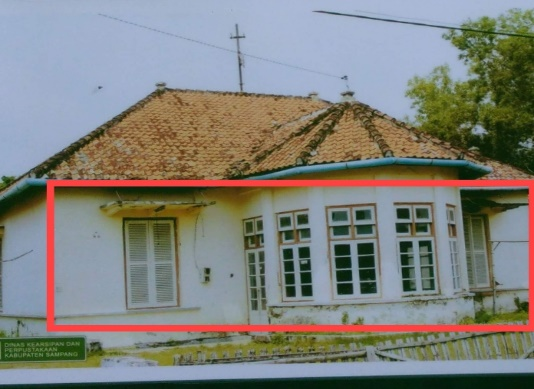 DINAS KEARSIPAN DAN
PERPUSTAKAAN
KABUPATEN SAMPANG